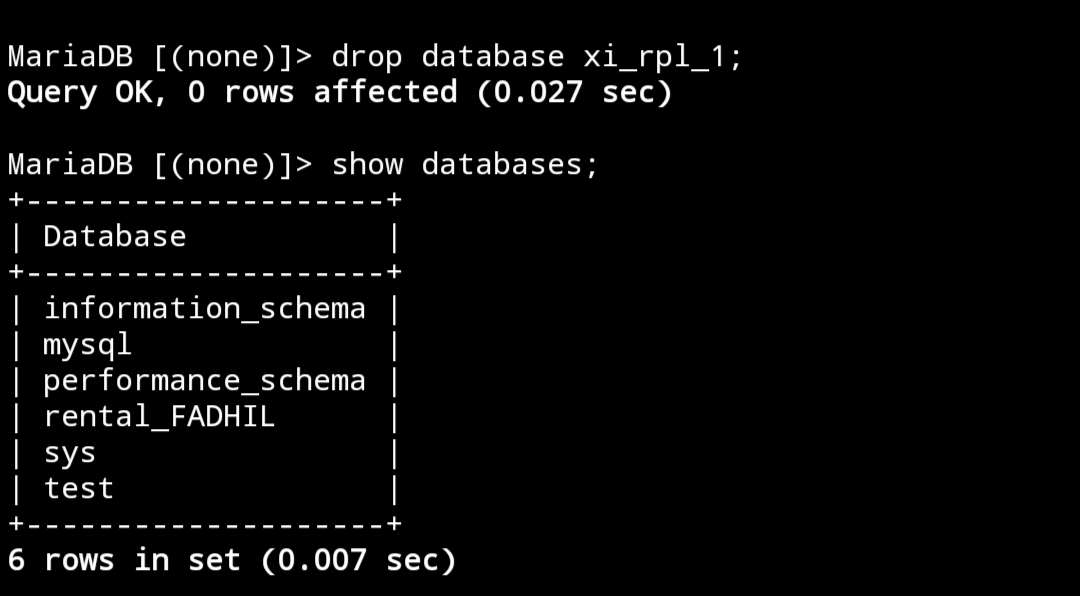 MariaDB [(none)]> drop database xi_rpl_1;
Query OK, 0 rows affected (0.027 sec)

MariaDB [(none)]> show databases;
+--------------------+
| Database           |
+--------------------+
| information_schema |
| mysql              |
| performance_schema |
| rental_FADHIL      |
| sys                |
| test               |
+--------------------+
6 rows in set (0.007 sec)